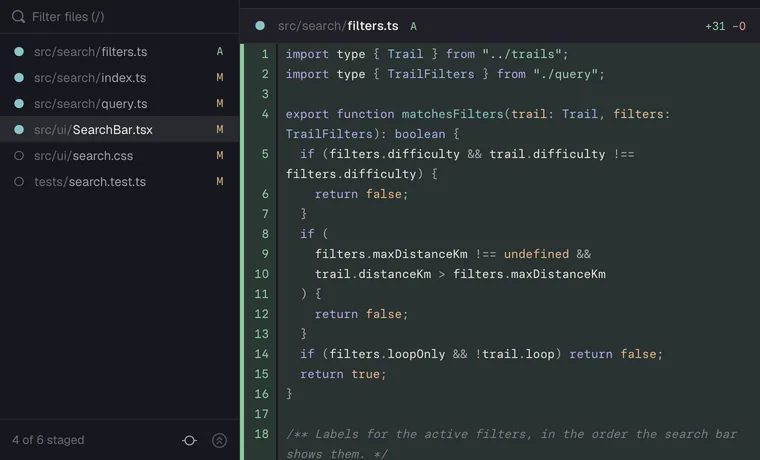 Filter files (/)
src/search/filters.ts A
src/search/index.ts M
src/search/query.ts M
src/ui/SearchBar.tsx M
src/ui/search.css M
tests/search.test.ts M
4 of 6 staged
src/search/filters.ts A +31 −0
1 import type { Trail } from "../trails";
2 import type { TrailFilters } from "./query";
3
4 export function matchesFilters(trail: Trail, filters:
TrailFilters): boolean {
5 if (filters.difficulty && trail.difficulty !==
filters.difficulty) {
6 return false;
7 }
8 if (
9 filters.maxDistanceKm !== undefined &&
10 trail.distanceKm > filters.maxDistanceKm
11 ) {
12 return false;
13 }
14 if (filters.loopOnly && !trail.loop) return false;
15 return true;
16 }
17
18 /** Labels for the active filters, in the order the search bar
shows them. */